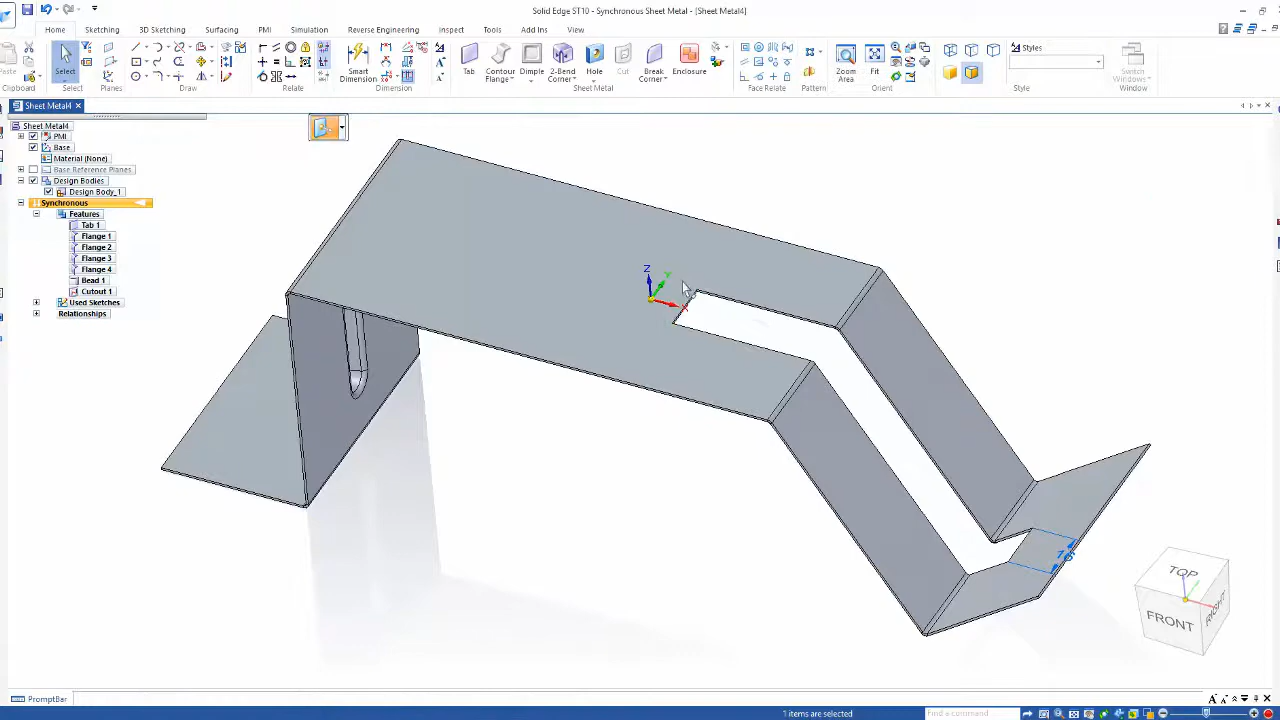 Solid Edge ST10 - Synchronous Sheet Metal - [Sheet Metal4]
Home Sketching 3D Sketching Surfacing PMI Simulation Reverse Engineering Inspect Tools Add Ins View
Paste Select Smart Dimension Tab Contour Flange Dimple 2-Bend Corner Hole Cut Break Corner Enclosure Zoom Area Fit Styles Switch Windows
Clipboard Select Planes Draw Relate Dimension Sheet Metal Face Relate Pattern Orient Style Window
Sheet Metal4
Sheet Metal4
PMI
Base
Material (None)
Base Reference Planes
Design Bodies
Design Body_1
Synchronous
Features
Tab 1
Flange 1
Flange 2
Flange 3
Flange 4
Bead 1
Cutout 1
Used Sketches
Relationships
Z
Y
X
TOP
FRONT
RIGHT
PromptBar
1 items are selected
Find a command